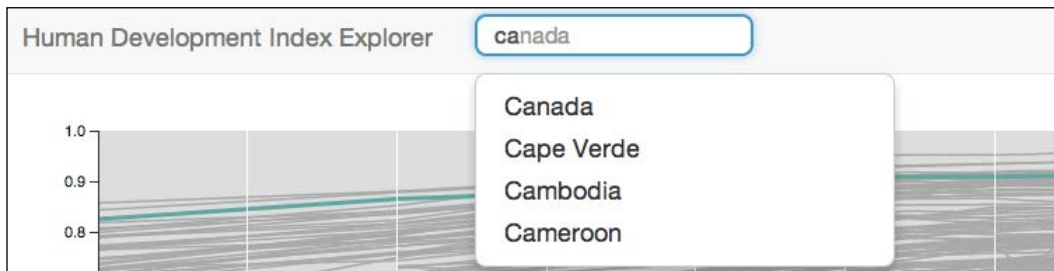 Human Development Index Explorer
canada
Canada
Cape Verde
Cambodia
Cameroon
1.0
0.9
0.8